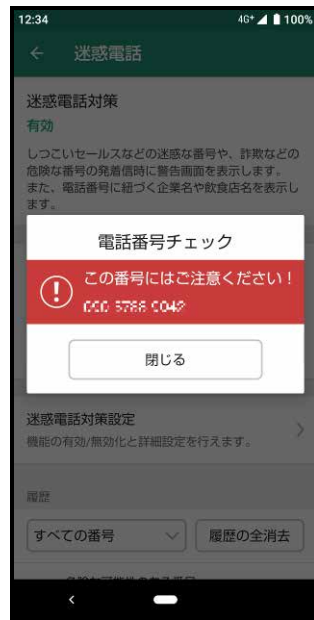 12:34
4G+ 100%
← 迷惑電話
迷惑電話対策
有効
しつこいセールスなどの迷惑な番号や、詐欺などの
危険な番号の発着信時に警告画面を表示します。
また、電話番号に紐づく企業名や飲食店名を表示し
ます。
電話番号チェック
この番号にはご注意ください!
閉じる
迷惑電話対策設定
機能の有効/無効化と詳細設定を行えます。
履歴
すべての番号
履歴の全消去